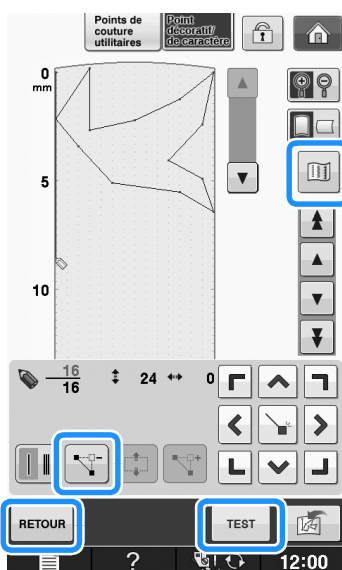 Points de
couture
utilitaires
Point
décoratif/
de caractère
0
mm
5
10
16
16
24
0
RETOUR
TEST
?
12:00